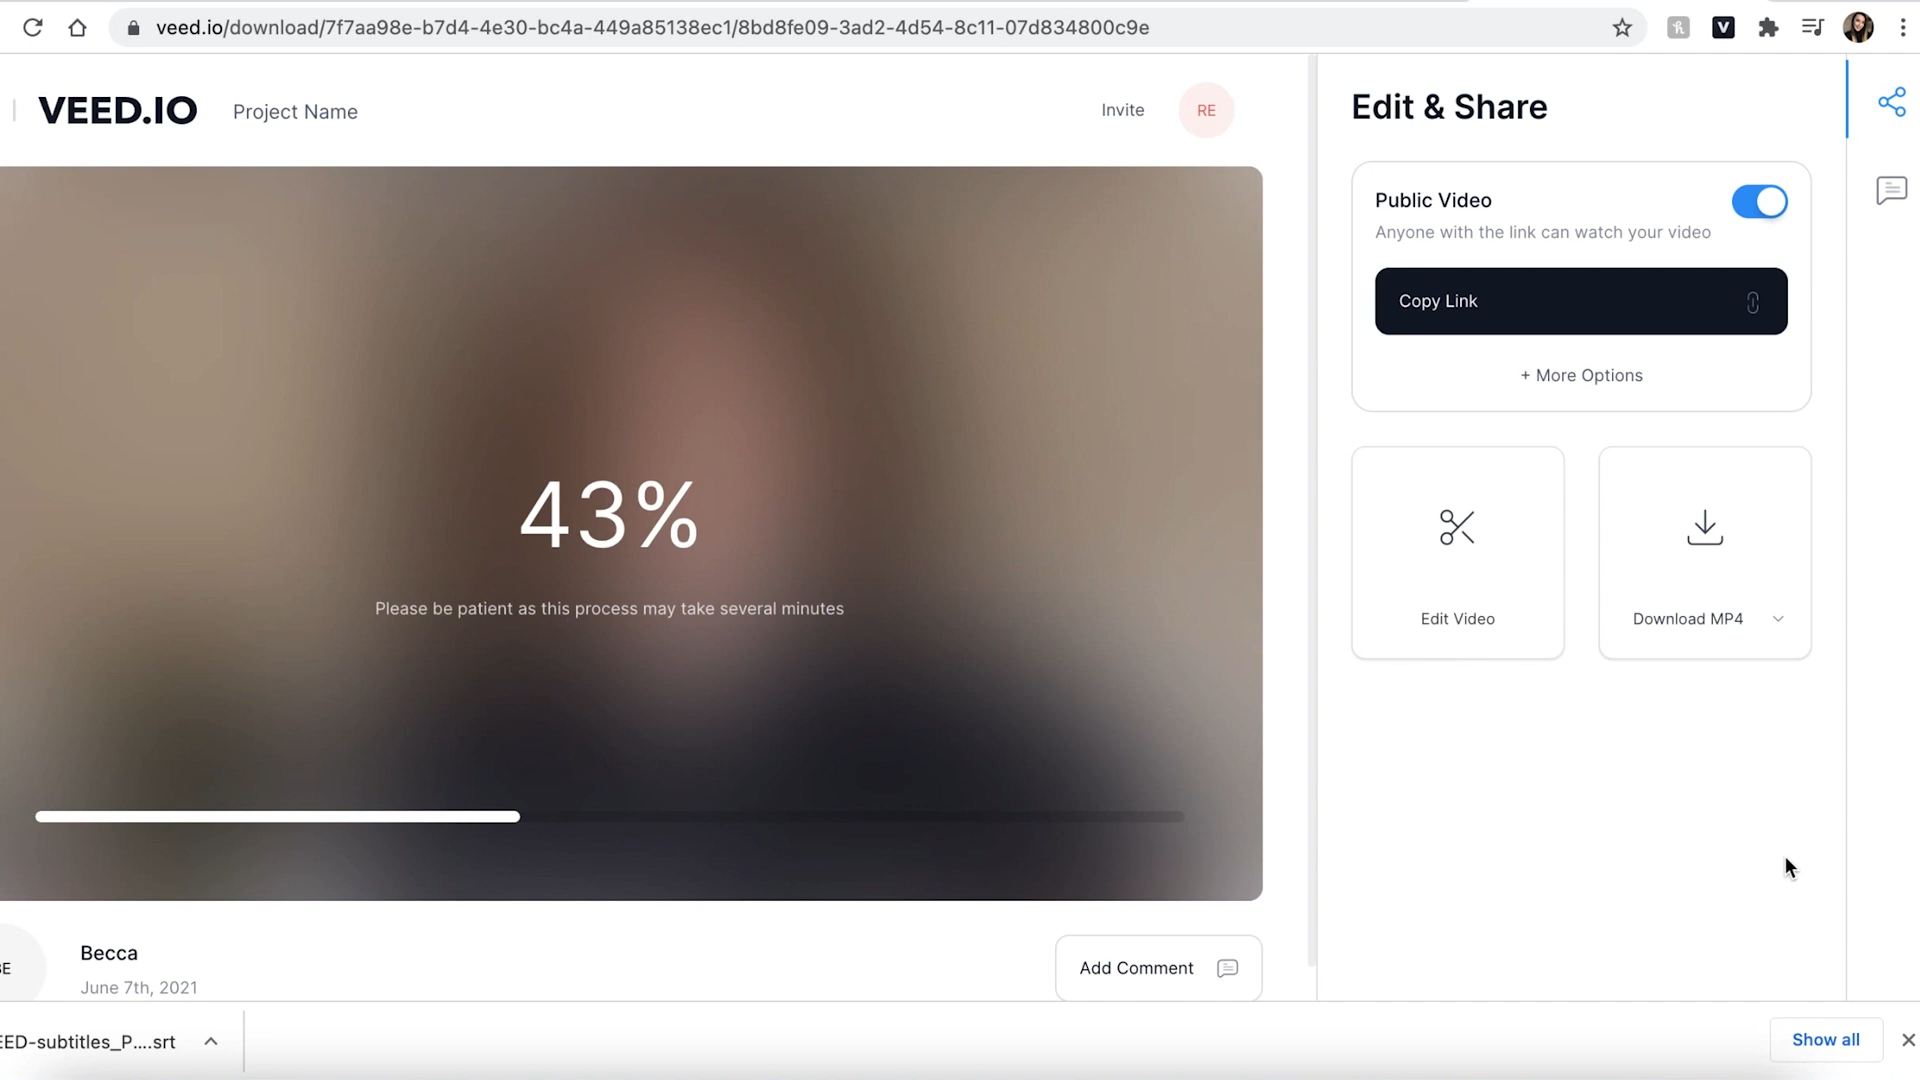 veed.io/download/7f7aa98e-b7d4-4e30-bc4a-449a85138ec1/8bd8fe09-3ad2-4d54-8c11-07d834800c9e
V
VEED.IO
Project Name
Invite
RE
Edit & Share
Public Video
Anyone with the link can watch your video
Copy Link
+ More Options
43%
Please be patient as this process may take several minutes
Edit Video
Download MP4
BE
Becca
June 7th, 2021
Add Comment
EED-subtitles_P....srt
Show all